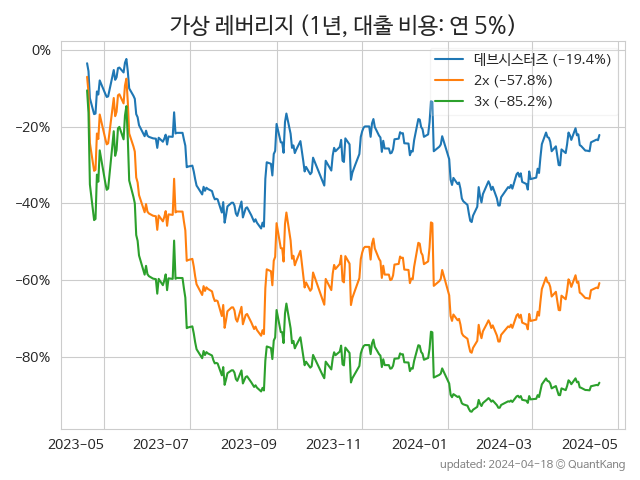 가상 레버리지 (1년, 대출 비용: 연 5%)
0%
−20%
−40%
−60%
−80%
데브시스터즈 (−19.4%)
2x (−57.8%)
3x (−85.2%)
2023-05 2023-07 2023-09 2023-11 2024-01 2024-03 2024-05
updated: 2024-04-18 © QuantKang